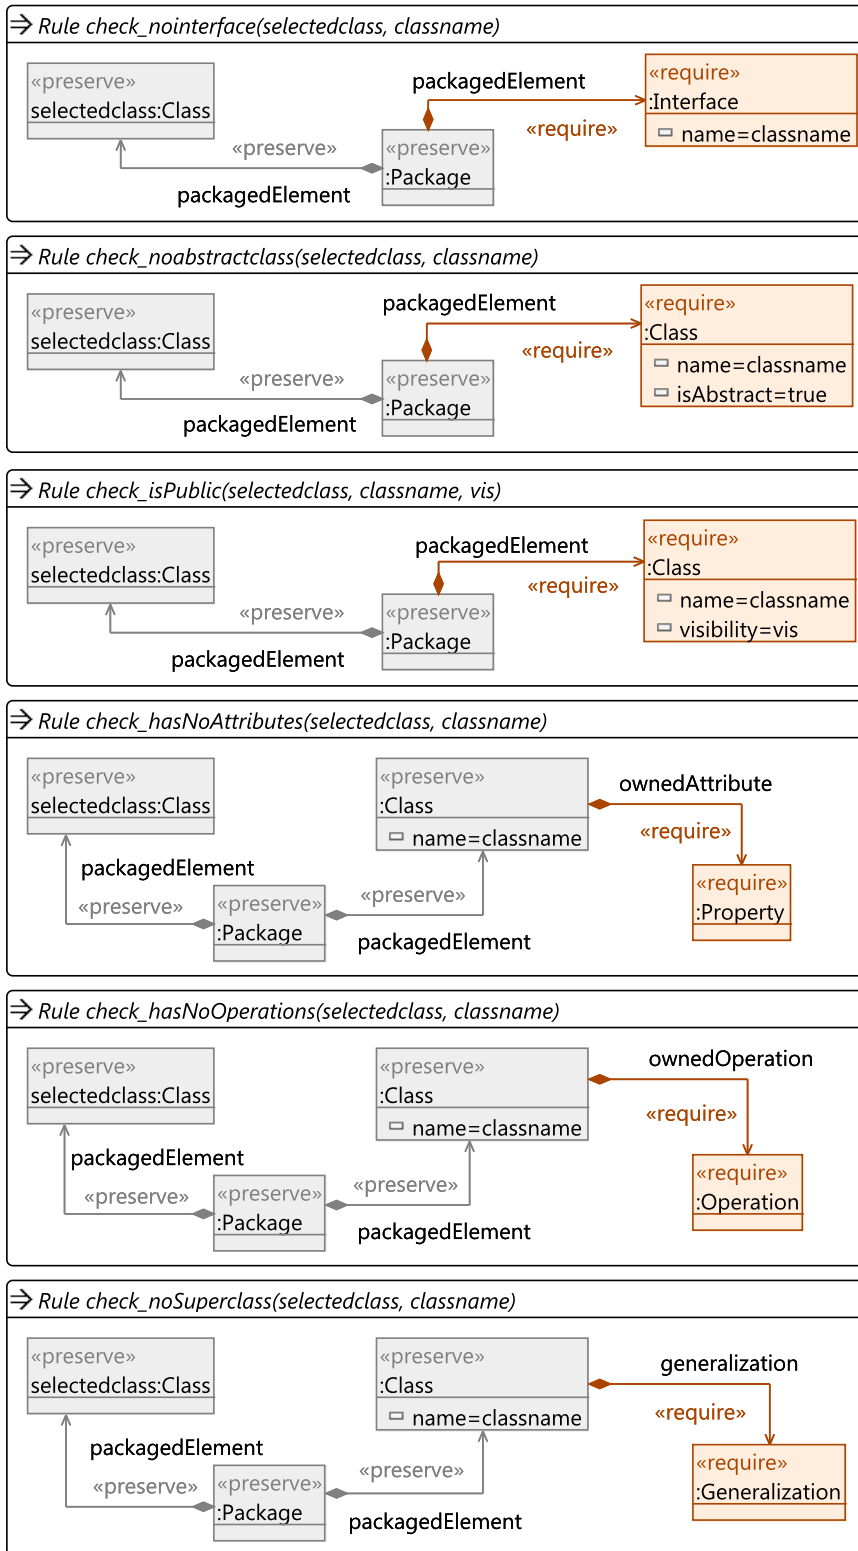 Rule check_nointerface(selectedclass, classname)
«preserve»
selectedclass:Class
packagedElement
«require»
:Interface
name=classname
«require»
«preserve»
«preserve»
:Package
packagedElement
Rule check_noabstractclass(selectedclass, classname)
«preserve»
selectedclass:Class
packagedElement
«require»
:Class
name=classname
isAbstract=true
«require»
«preserve»
«preserve»
:Package
packagedElement
Rule check_isPublic(selectedclass, classname, vis)
«preserve»
selectedclass:Class
packagedElement
«require»
:Class
name=classname
visibility=vis
«require»
«preserve»
«preserve»
:Package
packagedElement
Rule check_hasNoAttributes(selectedclass, classname)
«preserve»
selectedclass:Class
«preserve»
:Class
name=classname
ownedAttribute
«require»
packagedElement
«preserve»
«preserve»
:Package
«preserve»
packagedElement
«require»
:Property
Rule check_hasNoOperations(selectedclass, classname)
«preserve»
selectedclass:Class
«preserve»
:Class
name=classname
ownedOperation
«require»
packagedElement
«preserve»
«preserve»
:Package
«preserve»
packagedElement
«require»
:Operation
Rule check_noSuperclass(selectedclass, classname)
«preserve»
selectedclass:Class
«preserve»
:Class
name=classname
generalization
«require»
packagedElement
«preserve»
«preserve»
:Package
«preserve»
packagedElement
«require»
:Generalization